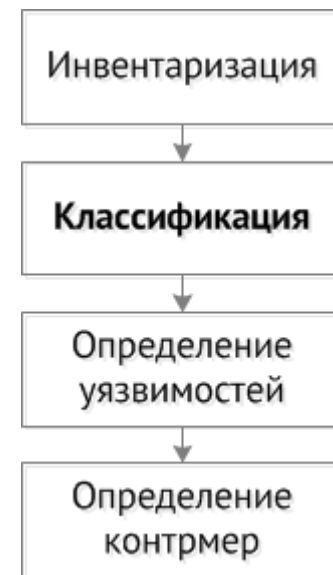 Инвентаризация
Классификация
Определение
уязвимостей
Определение
контрмер